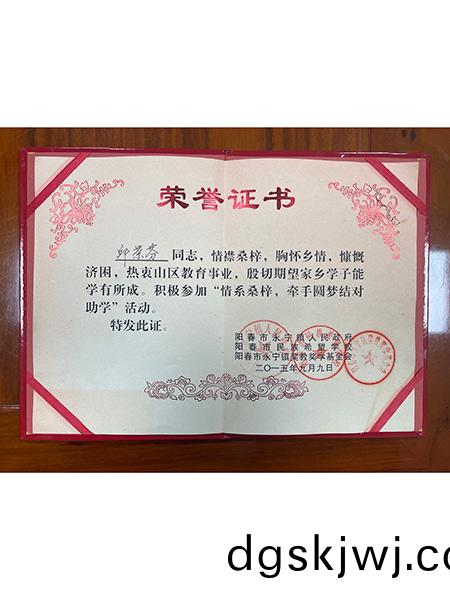 荣誉证书
邱荣芬 同志，情襟桑梓，胸怀乡情，慷慨
济困，热衷山区教育事业，殷切期望家乡学子能
学有所成。积极参加“情系桑梓，牵手圆梦结对
助学”活动。
特发此证。
阳春市永宁镇人民政府
阳春市民族希望学校
阳春市永宁镇奖教奖学基金会
二〇一五年九月九日
dgskjwj.co